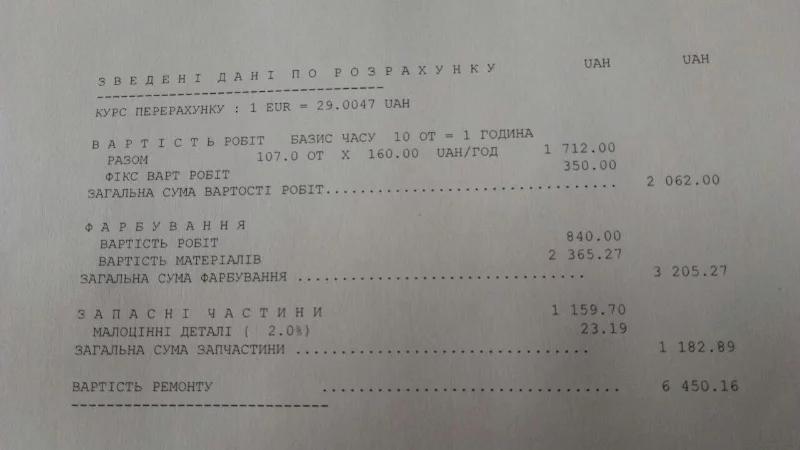 ЗВЕДЕНІ ДАНІ ПО РОЗРАХУНКУ UAH UAH
-----------------------------------
КУРС ПЕРЕРАХУНКУ : 1 EUR = 29.0047 UAH
ВАРТІСТЬ РОБІТ БАЗИС ЧАСУ 10 ОТ = 1 ГОДИНА
РАЗОМ 107.0 ОТ X 160.00 UAH/ГОД 1 712.00
ФІКС ВАРТ РОБІТ 350.00
ЗАГАЛЬНА СУМА ВАРТОСТІ РОБІТ................................ 2 062.00
ФАРБУВАННЯ
ВАРТІСТЬ РОБІТ 840.00
ВАРТІСТЬ МАТЕРІАЛІВ 2 365.27
ЗАГАЛЬНА СУМА ФАРБУВАННЯ ................................ 3 205.27
ЗАПАСНІ ЧАСТИНИ 1 159.70
МАЛОЦІННІ ДЕТАЛІ ( 2.0%) 23.19
ЗАГАЛЬНА СУМА ЗАПЧАСТИНИ ................................ 1 182.89
ВАРТІСТЬ РЕМОНТУ ................................ 6 450.16
-----------------------------